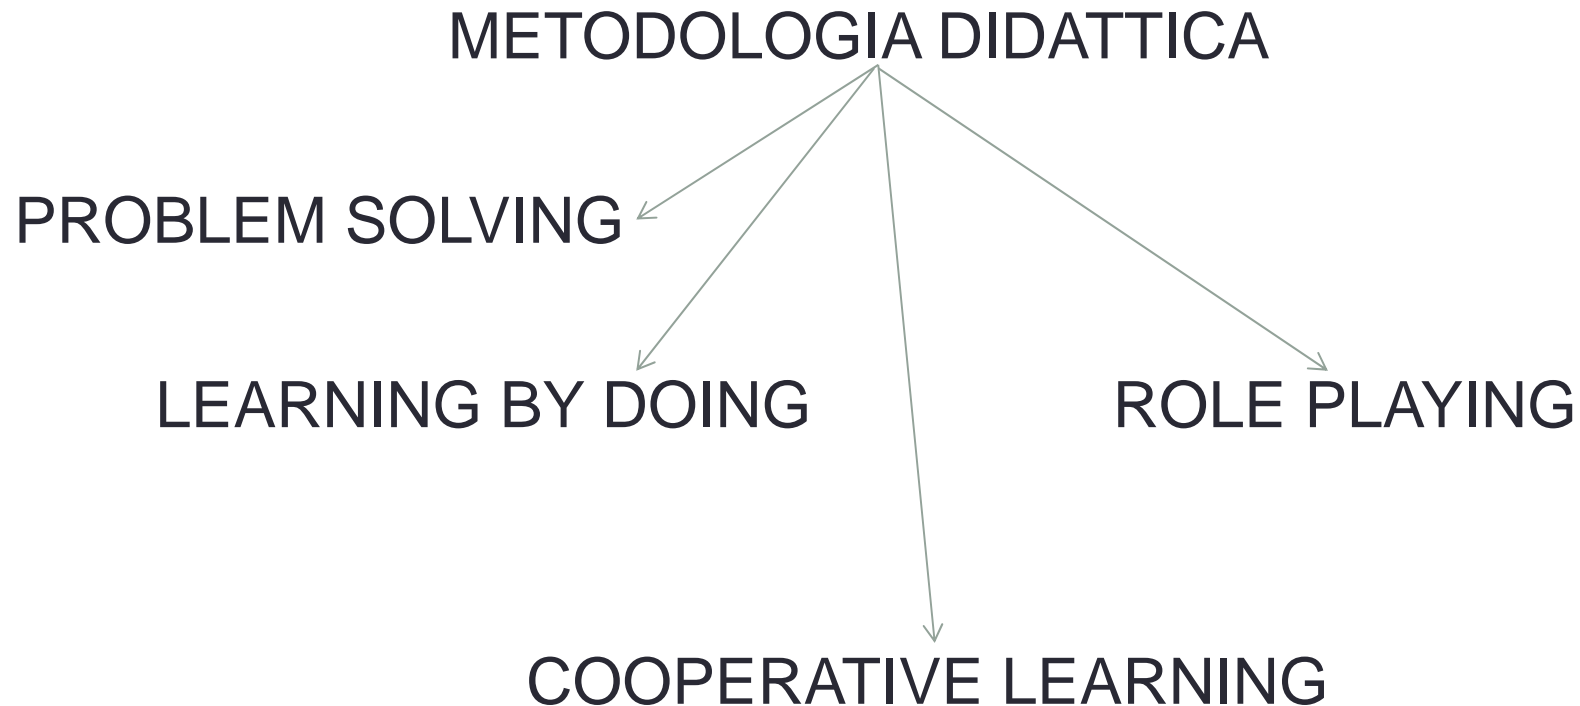 METODOLOGIA DIDATTICA
PROBLEM SOLVING
LEARNING BY DOING
ROLE PLAYING
COOPERATIVE LEARNING